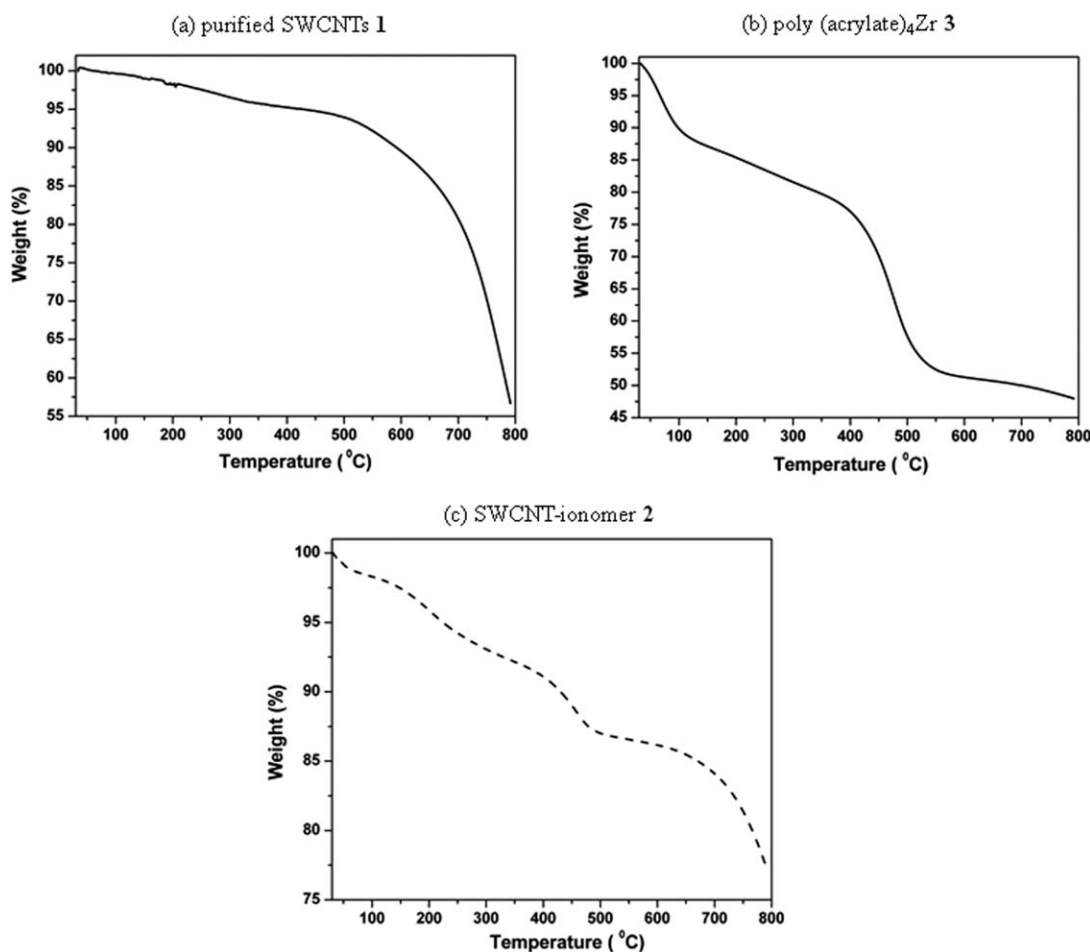 (a) purified SWCNTs 1
100
95
90
85
80
75
70
65
60
55
Weight (%)
100 200 300 400 500 600 700 800
Temperature ( ⁰C)
(b) poly (acrylate)₄Zr 3
100
95
90
85
80
75
70
65
60
55
50
45
Weight (%)
100 200 300 400 500 600 700 800
Temperature ( ⁰C)
(c) SWCNT-ionomer 2
100
95
90
85
80
75
Weight (%)
100 200 300 400 500 600 700 800
Temperature ( ⁰C)